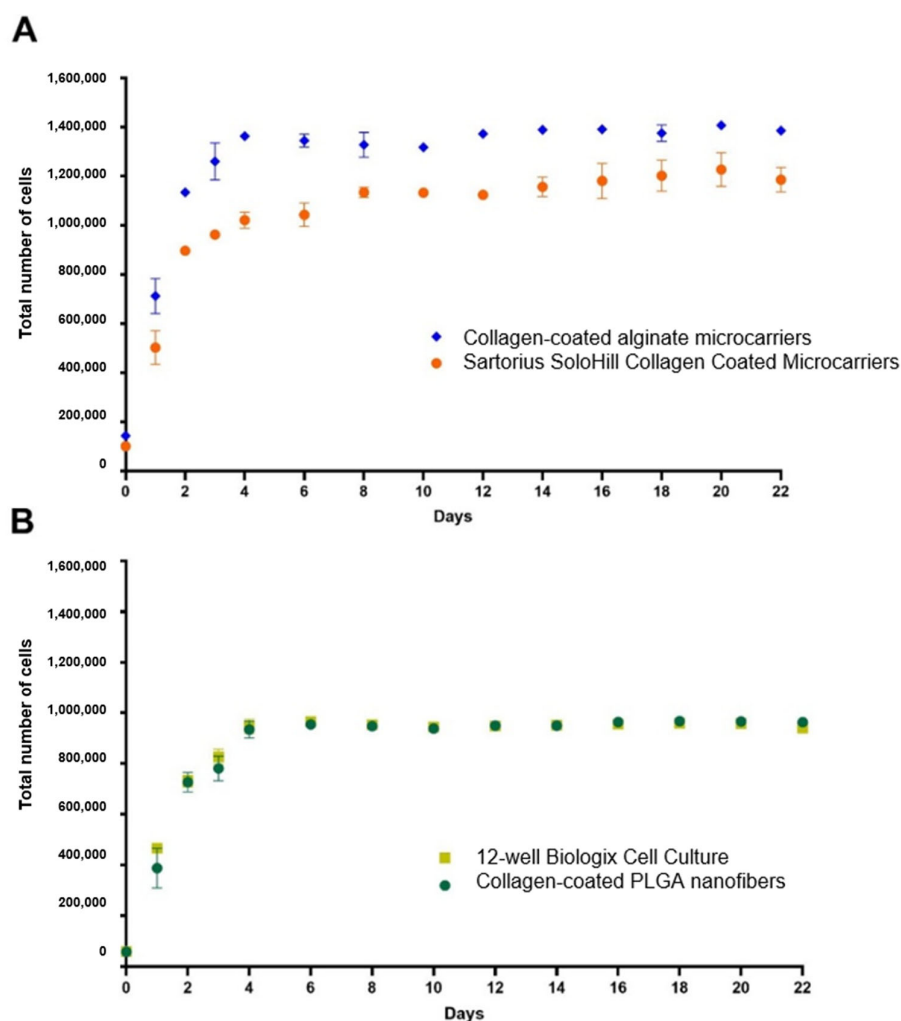 A
1,600,000
1,400,000
1,200,000
1,000,000
800,000
600,000
400,000
200,000
0
Total number of cells
Collagen-coated alginate microcarriers
Sartorius SoloHill Collagen Coated Microcarriers
0 2 4 6 8 10 12 14 16 18 20 22
Days
B
1,600,000
1,400,000
1,200,000
1,000,000
800,000
600,000
400,000
200,000
0
Total number of cells
12-well Biologix Cell Culture
Collagen-coated PLGA nanofibers
0 2 4 6 8 10 12 14 16 18 20 22
Days